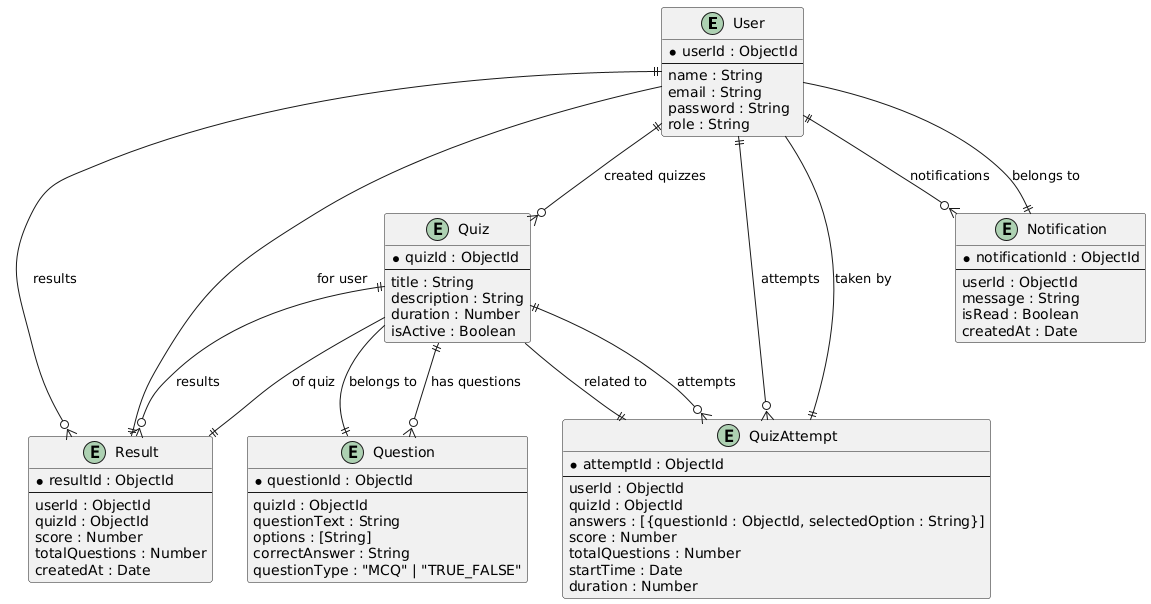 E User
* userId : ObjectId
name : String
email : String
password : String
role : String
created quizzes
notifications
belongs to
E Quiz
* quizId : ObjectId
title : String
description : String
duration : Number
isActive : Boolean
E Notification
* notificationId : ObjectId
userId : ObjectId
message : String
isRead : Boolean
createdAt : Date
results
for user
attempts
taken by
results
of quiz
belongs to
has questions
related to
attempts
E Result
* resultId : ObjectId
userId : ObjectId
quizId : ObjectId
score : Number
totalQuestions : Number
createdAt : Date
E Question
* questionId : ObjectId
quizId : ObjectId
questionText : String
options : [String]
correctAnswer : String
questionType : "MCQ" | "TRUE_FALSE"
E QuizAttempt
* attemptId : ObjectId
userId : ObjectId
quizId : ObjectId
answers : [{questionId : ObjectId, selectedOption : String}]
score : Number
totalQuestions : Number
startTime : Date
duration : Number